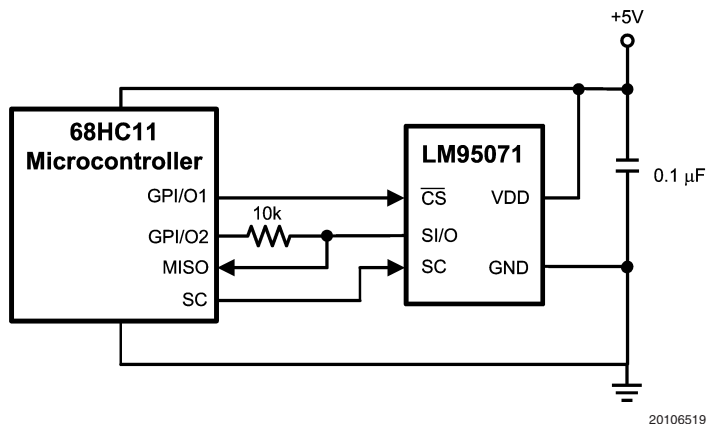 +5V
68HC11
Microcontroller
GPI/O1
GPI/O2
MISO
SC
10k
LM95071
C̅S̅
SI/O
SC
VDD
GND
0.1 μF
20106519